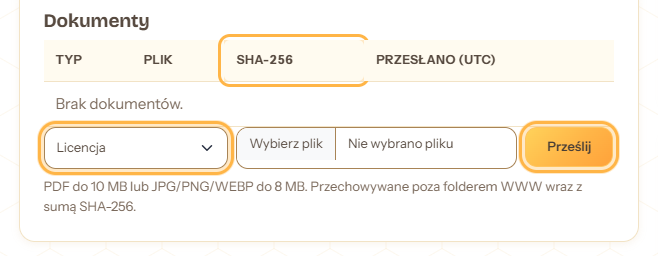 Dokumenty
TYP PLIK SHA-256 PRZESŁANO (UTC)
Brak dokumentów.
Licencja Wybierz plik Nie wybrano pliku Prześlij
PDF do 10 MB lub JPG/PNG/WEBP do 8 MB. Przechowywane poza folderem WWW wraz z
sumą SHA-256.